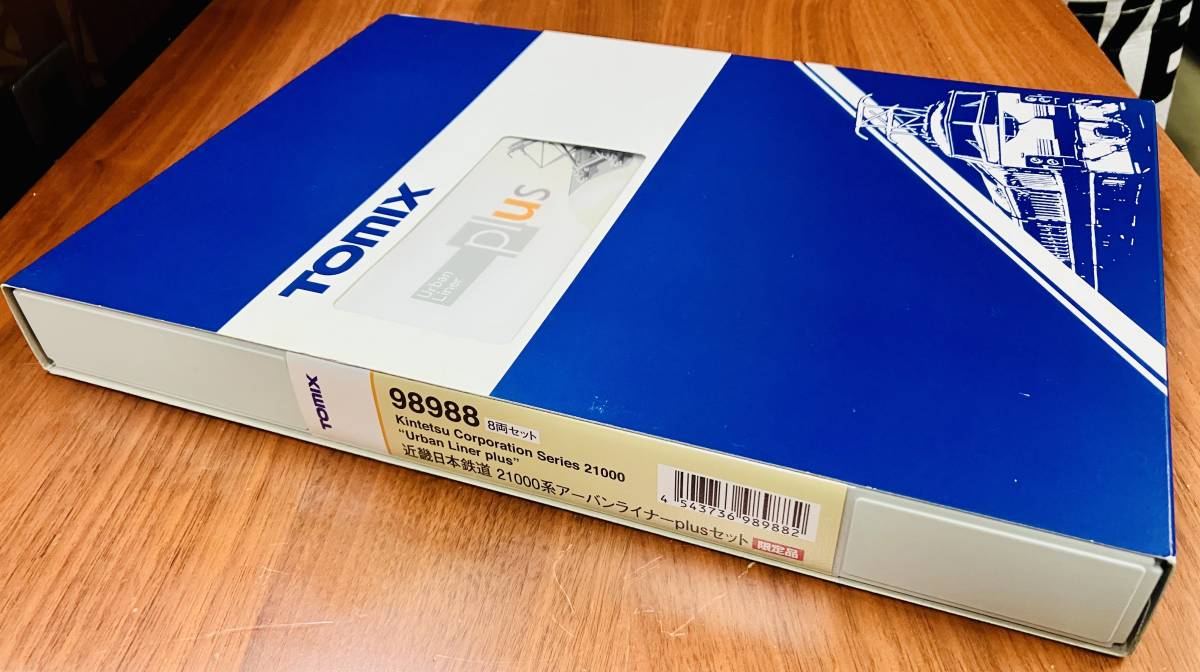 TOMIX
Urban
Liner
plus
TOMIX
98988 8両セット
Kintetsu Corporation Series 21000
"Urban Liner plus"
近畿日本鉄道 21000系アーバンライナーplusセット 限定品
4 543736 989882